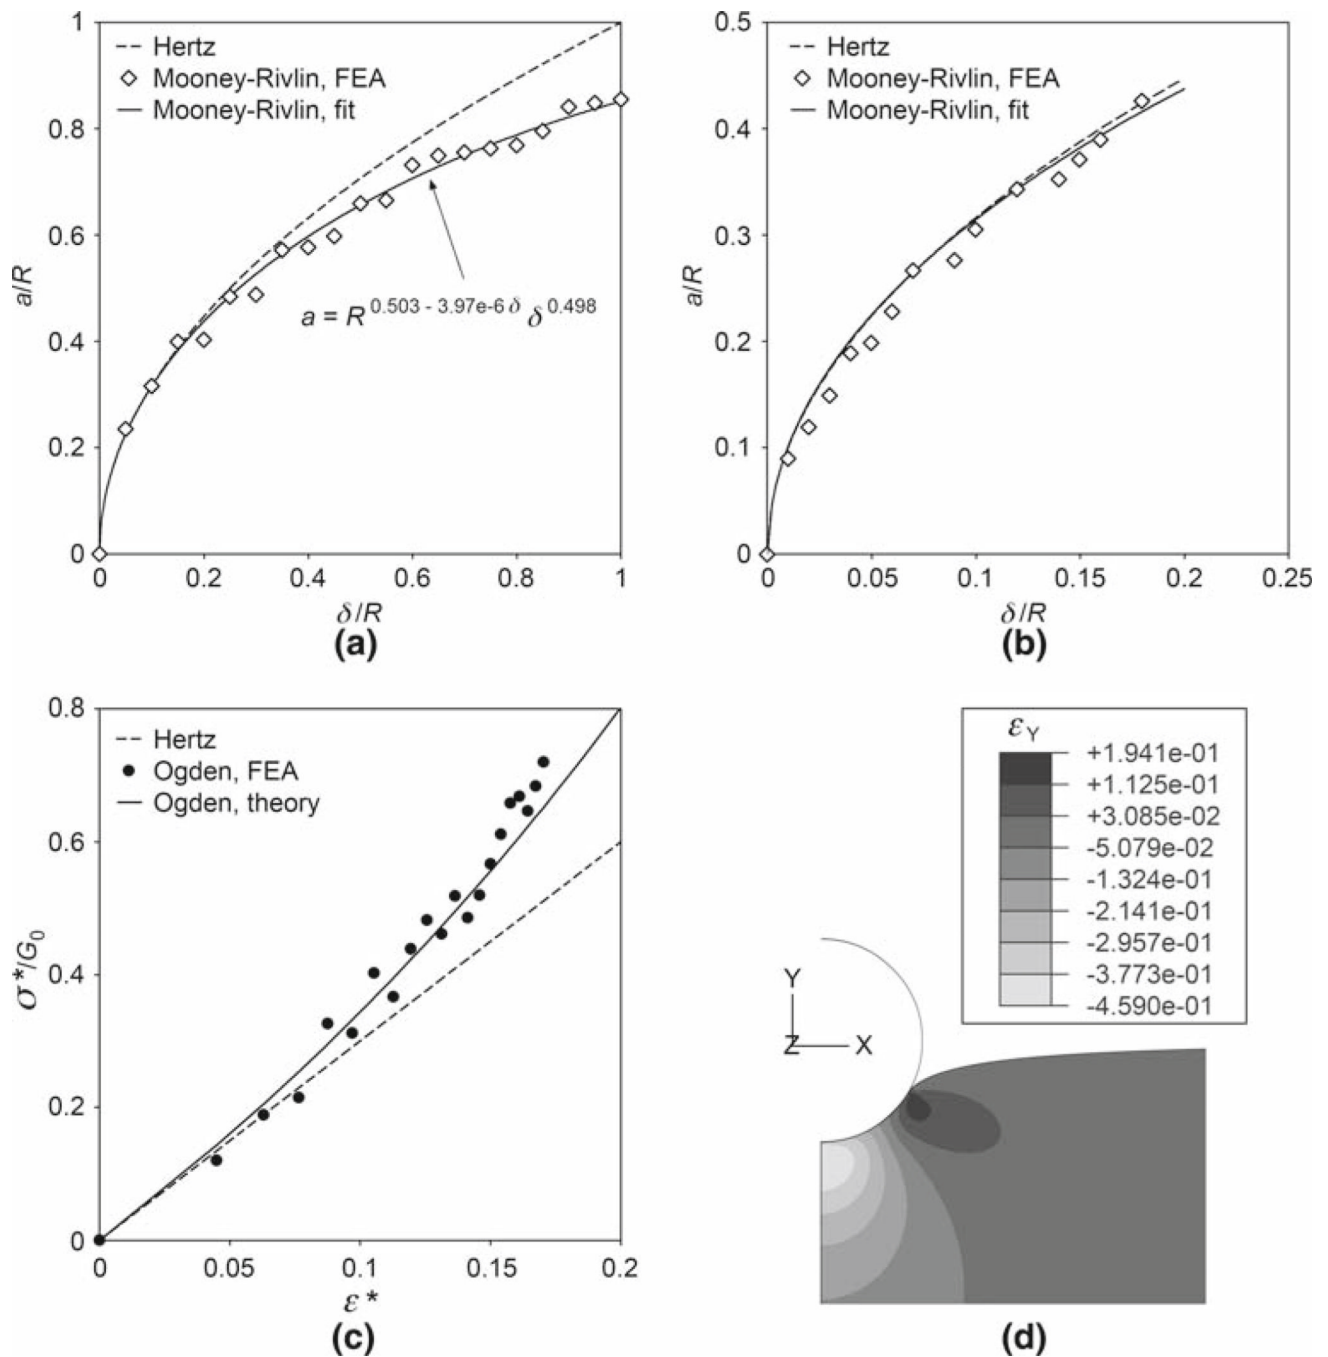 1
0.8
0.6
0.4
0.2
0
a/R
Hertz
Mooney-Rivlin, FEA
Mooney-Rivlin, fit
a = R^0.503 - 3.97e-6 δ δ^0.498
0 0.2 0.4 0.6 0.8 1
δ/R
(a)
0.5
0.4
0.3
0.2
0.1
0
a/R
Hertz
Mooney-Rivlin, FEA
Mooney-Rivlin, fit
0 0.05 0.1 0.15 0.2 0.25
δ/R
(b)
0.8
0.6
0.4
0.2
0
σ*/G₀
Hertz
Ogden, FEA
Ogden, theory
0 0.05 0.1 0.15 0.2
ε*
(c)
εY
+1.941e-01
+1.125e-01
+3.085e-02
-5.079e-02
-1.324e-01
-2.141e-01
-2.957e-01
-3.773e-01
-4.590e-01
Y
Z X
(d)